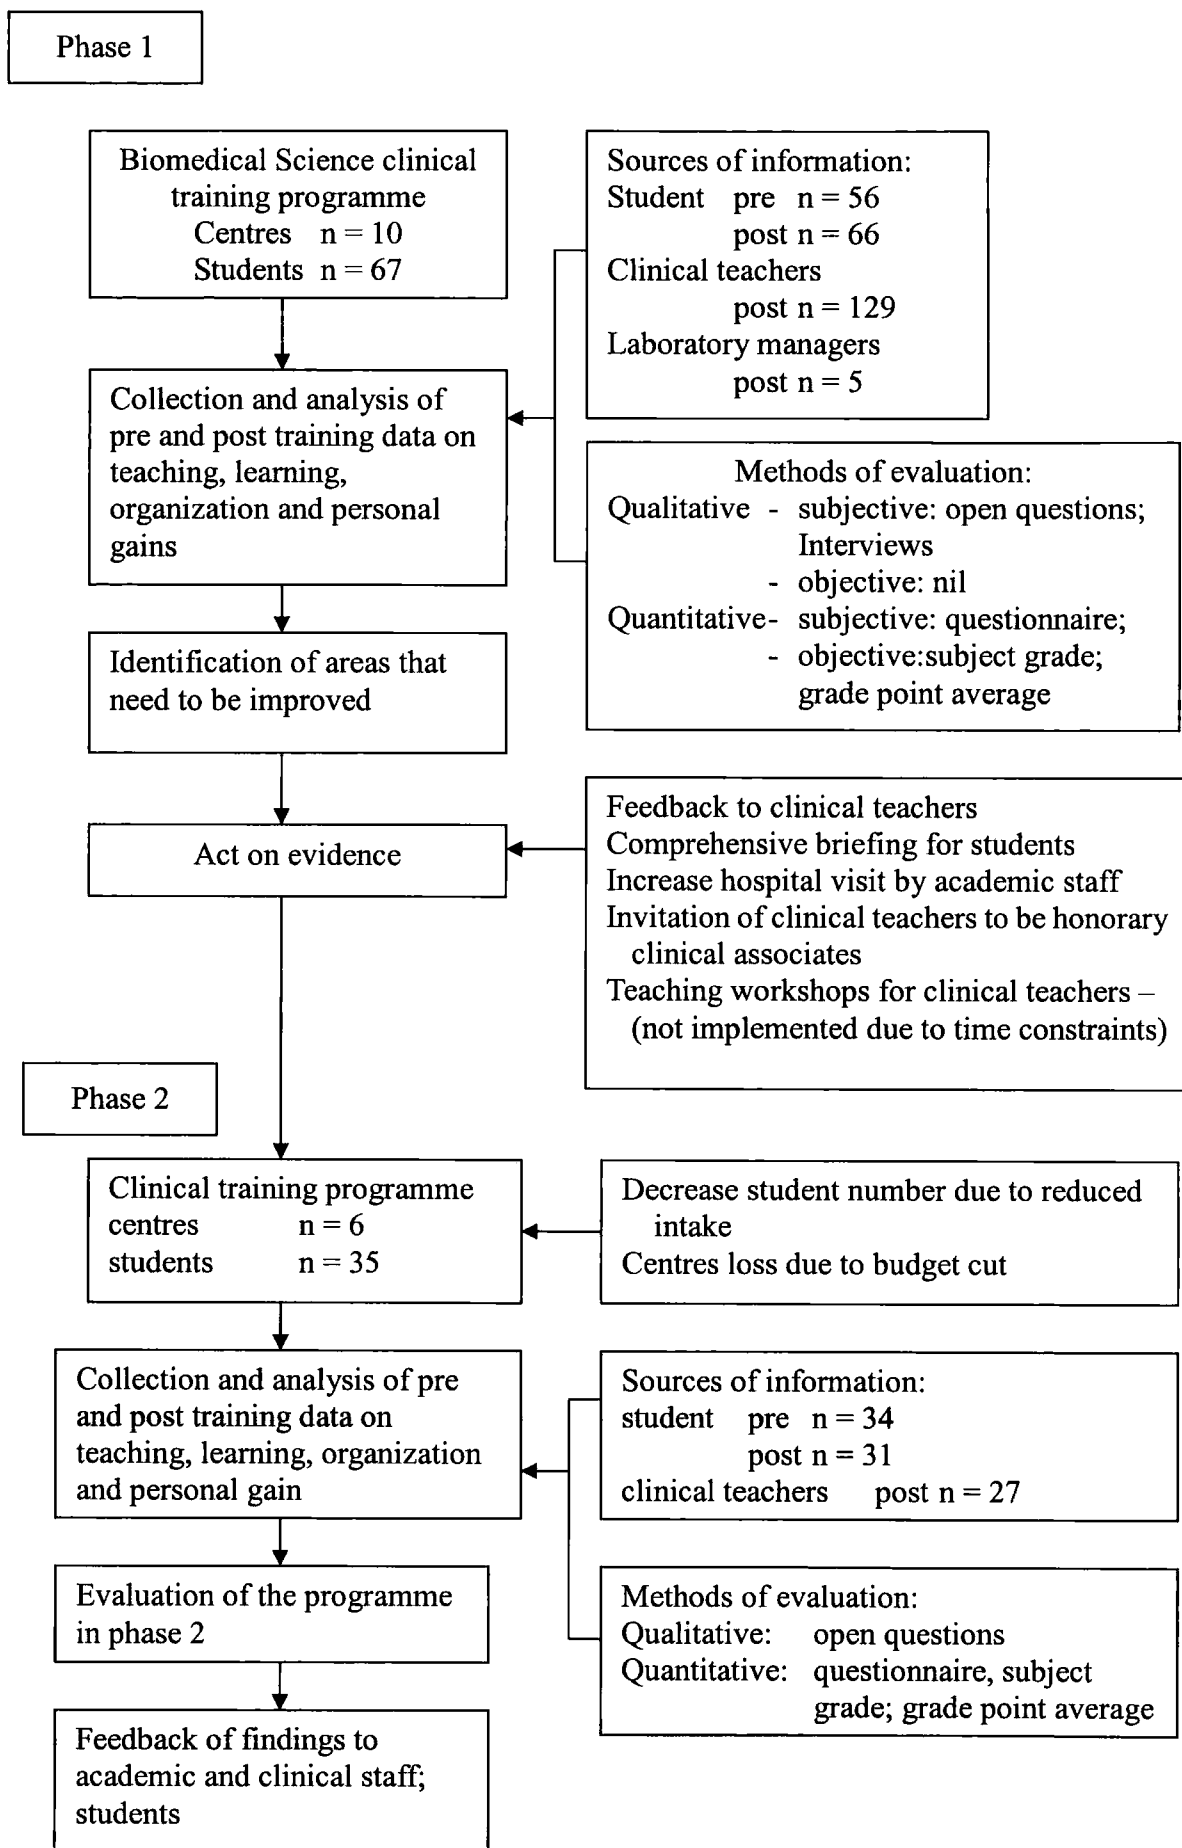 Phase 1
Biomedical Science clinical
training programme
Centres n = 10
Students n = 67
Sources of information:
Student pre n = 56
post n = 66
Clinical teachers
post n = 129
Laboratory managers
post n = 5
Collection and analysis of
pre and post training data on
teaching, learning,
organization and personal
gains
Methods of evaluation:
Qualitative - subjective: open questions;
Interviews
- objective: nil
Quantitative- subjective: questionnaire;
- objective:subject grade;
grade point average
Identification of areas that
need to be improved
Act on evidence
Feedback to clinical teachers
Comprehensive briefing for students
Increase hospital visit by academic staff
Invitation of clinical teachers to be honorary
clinical associates
Teaching workshops for clinical teachers –
(not implemented due to time constraints)
Phase 2
Clinical training programme
centres n = 6
students n = 35
Decrease student number due to reduced
intake
Centres loss due to budget cut
Collection and analysis of pre
and post training data on
teaching, learning, organization
and personal gain
Sources of information:
student pre n = 34
post n = 31
clinical teachers post n = 27
Evaluation of the programme
in phase 2
Methods of evaluation:
Qualitative: open questions
Quantitative: questionnaire, subject
grade; grade point average
Feedback of findings to
academic and clinical staff;
students